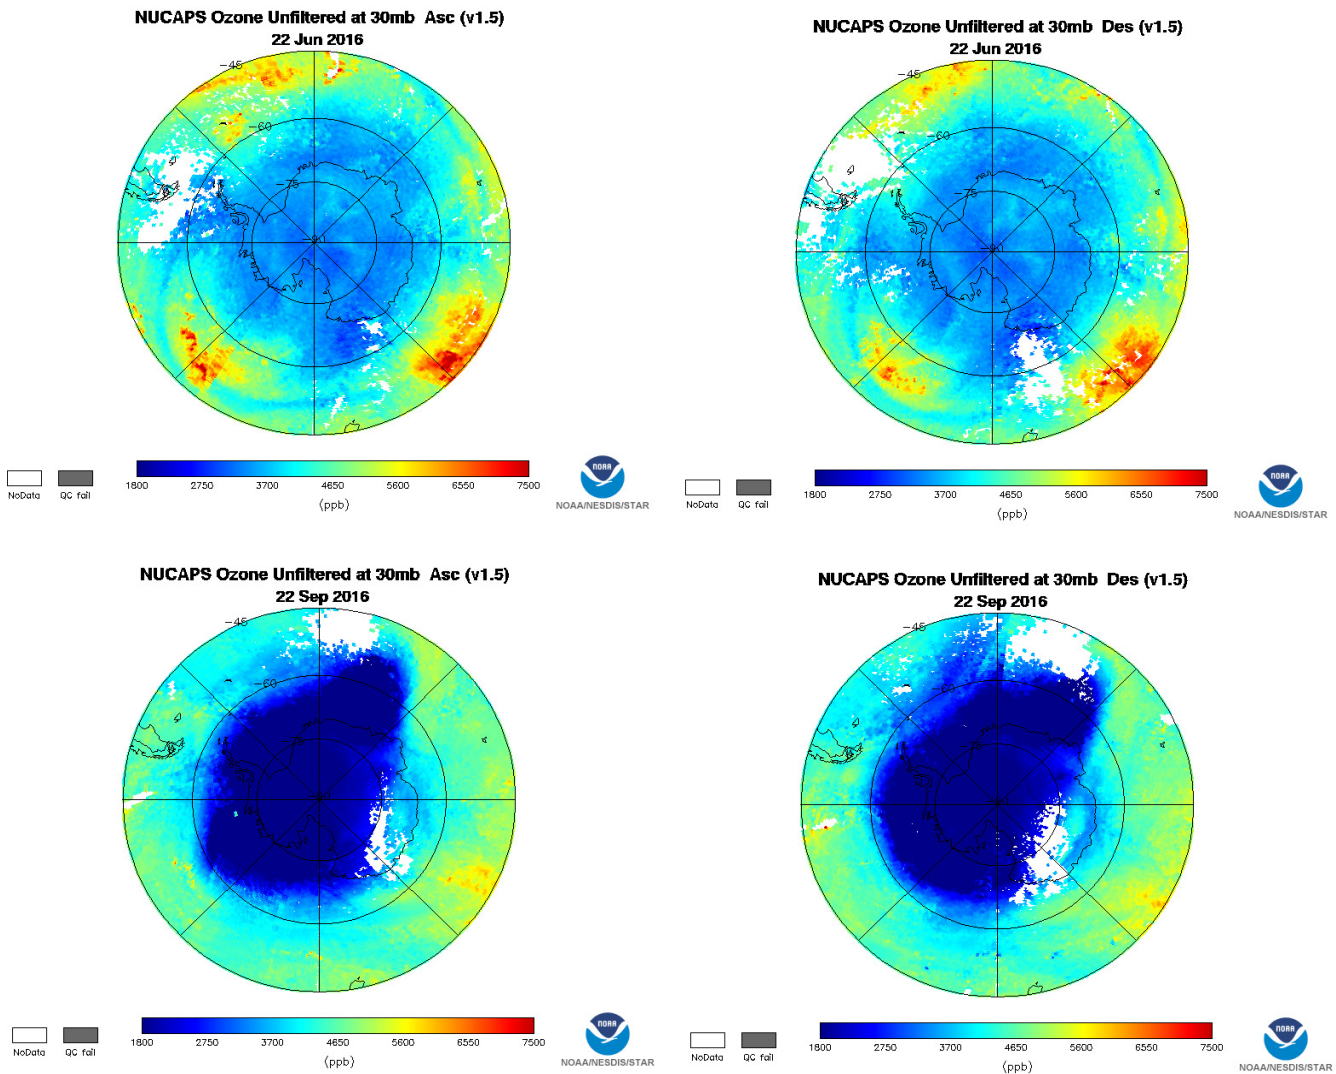 NUCAPS Ozone Unfiltered at 30mb Asc (v1.5)
22 Jun 2016
-45
-60
-75
-90
1800 2750 3700 4650 5600 6550 7500
(ppb)
NoData QC fail
NOAA
NOAA/NESDIS/STAR
NUCAPS Ozone Unfiltered at 30mb Des (v1.5)
22 Jun 2016
-45
-60
-75
-90
1800 2750 3700 4650 5600 6550 7500
(ppb)
NoData QC fail
NOAA
NOAA/NESDIS/STAR
NUCAPS Ozone Unfiltered at 30mb Asc (v1.5)
22 Sep 2016
-45
-60
1800 2750 3700 4650 5600 6550 7500
(ppb)
NoData QC fail
NOAA
NOAA/NESDIS/STAR
NUCAPS Ozone Unfiltered at 30mb Des (v1.5)
22 Sep 2016
-45
-60
1800 2750 3700 4650 5600 6550 7500
(ppb)
NoData QC fail
NOAA
NOAA/NESDIS/STAR